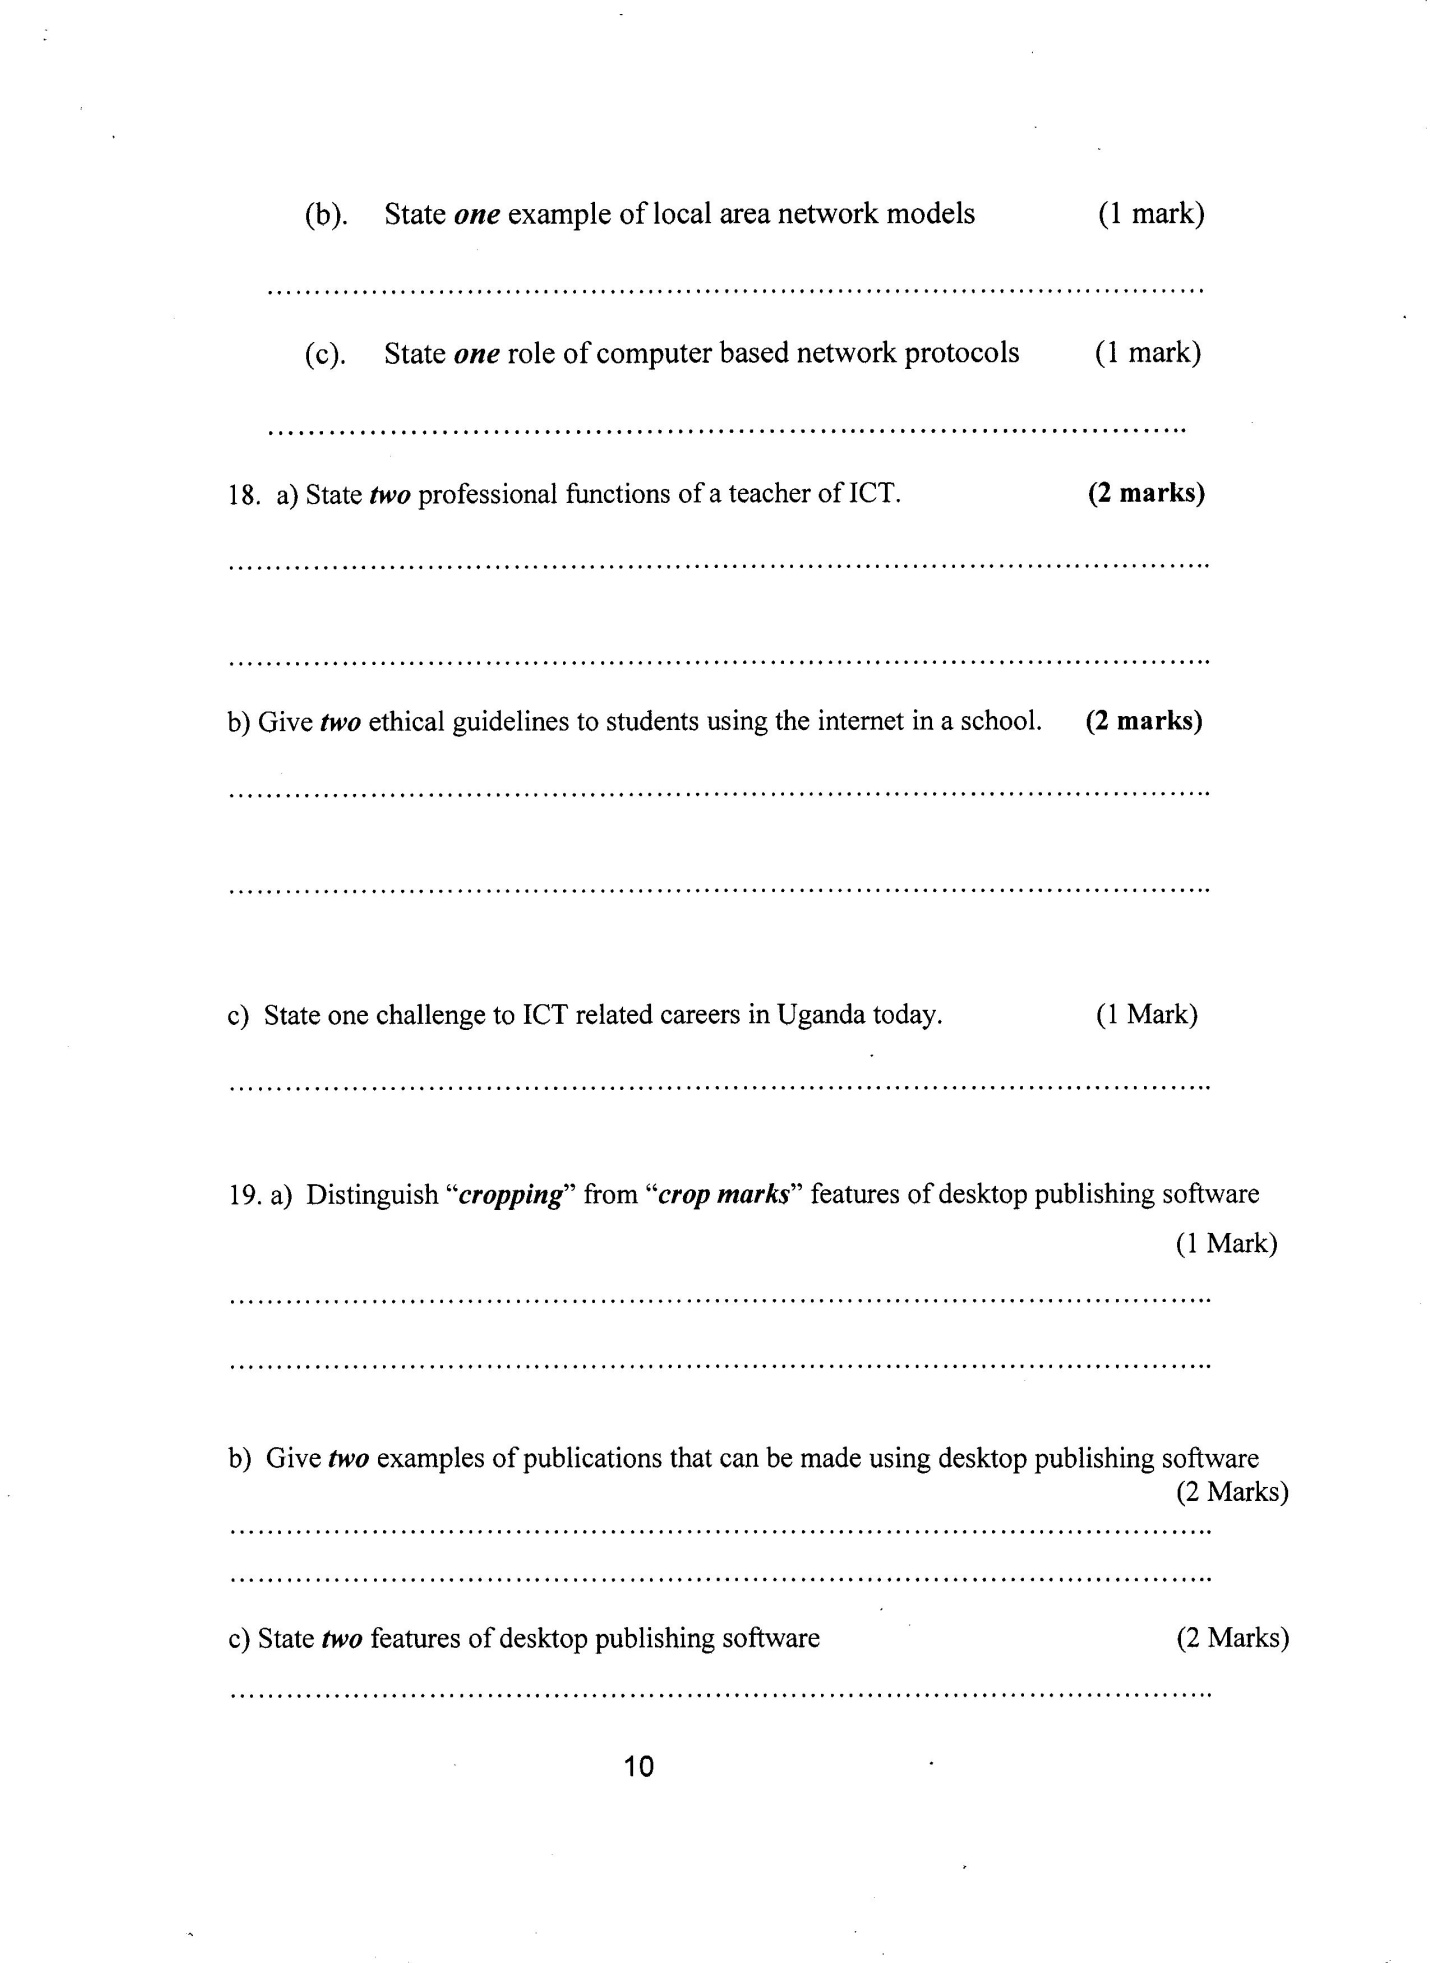 (b). State one example of local area network models (1 mark)
................................................................................................
(c). State one role of computer based network protocols (1 mark)
................................................................................................
18. a) State two professional functions of a teacher of ICT. (2 marks)
................................................................................................
................................................................................................
b) Give two ethical guidelines to students using the internet in a school. (2 marks)
................................................................................................
................................................................................................
c) State one challenge to ICT related careers in Uganda today. (1 Mark)
................................................................................................
19. a) Distinguish “cropping” from “crop marks” features of desktop publishing software
(1 Mark)
................................................................................................
................................................................................................
b) Give two examples of publications that can be made using desktop publishing software
(2 Marks)
................................................................................................
................................................................................................
c) State two features of desktop publishing software (2 Marks)
................................................................................................
10